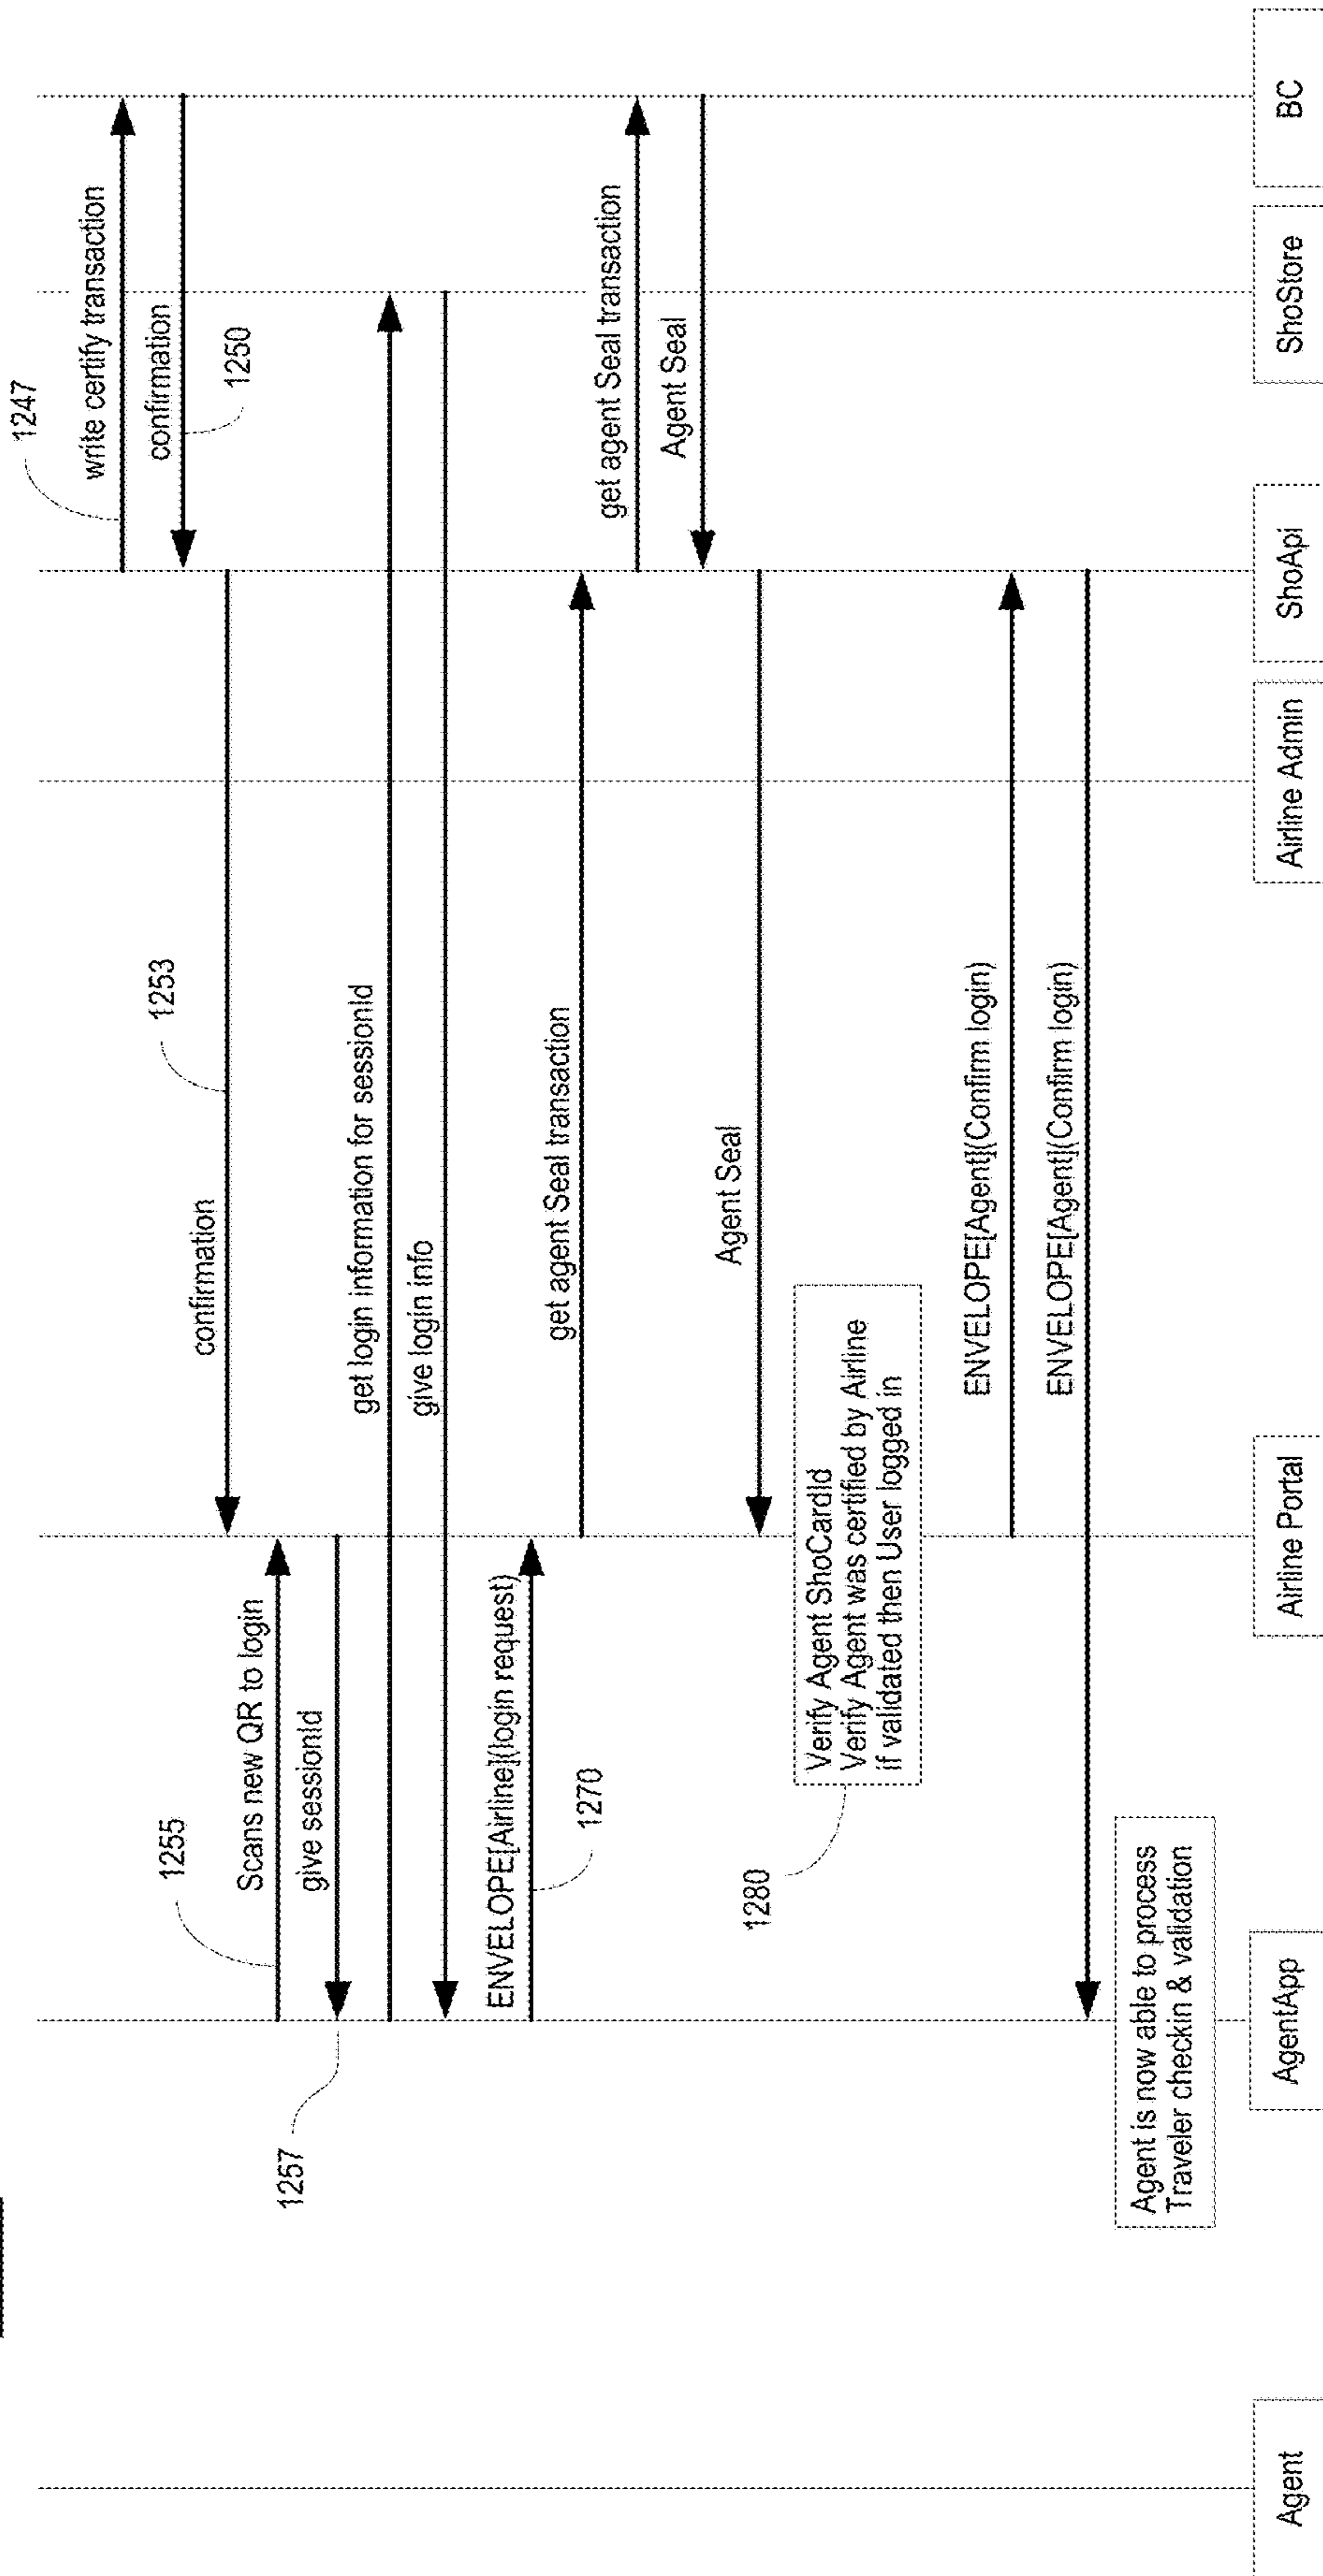 1247
write certify transaction
confirmation
1250
1253
confirmation
1255
Scans new QR to login
give sessionId
1257
get login information for sessionId
give login info
ENVELOPE[Airline](login request)
1270
get agent Seal transaction
get agent Seal transaction
Agent Seal
Agent Seal
1280
Verify Agent ShoCardId
Verify Agent was certified by Airline
if validated then User logged in
ENVELOPE[Agent](Confirm login)
ENVELOPE[Agent](Confirm login)
Agent is now able to process
Traveler checkin & validation
Agent
AgentApp
Airline Portal
Airline Admin
ShoApi
ShoStore
BC